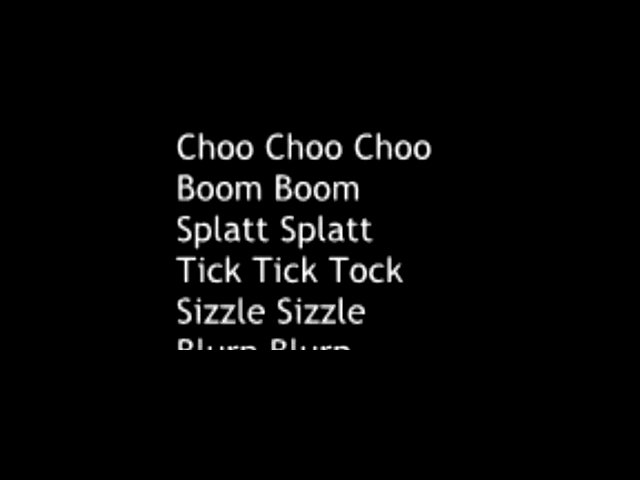 Choo Choo Choo
Boom Boom
Splatt Splatt
Tick Tick Tock
Sizzle Sizzle